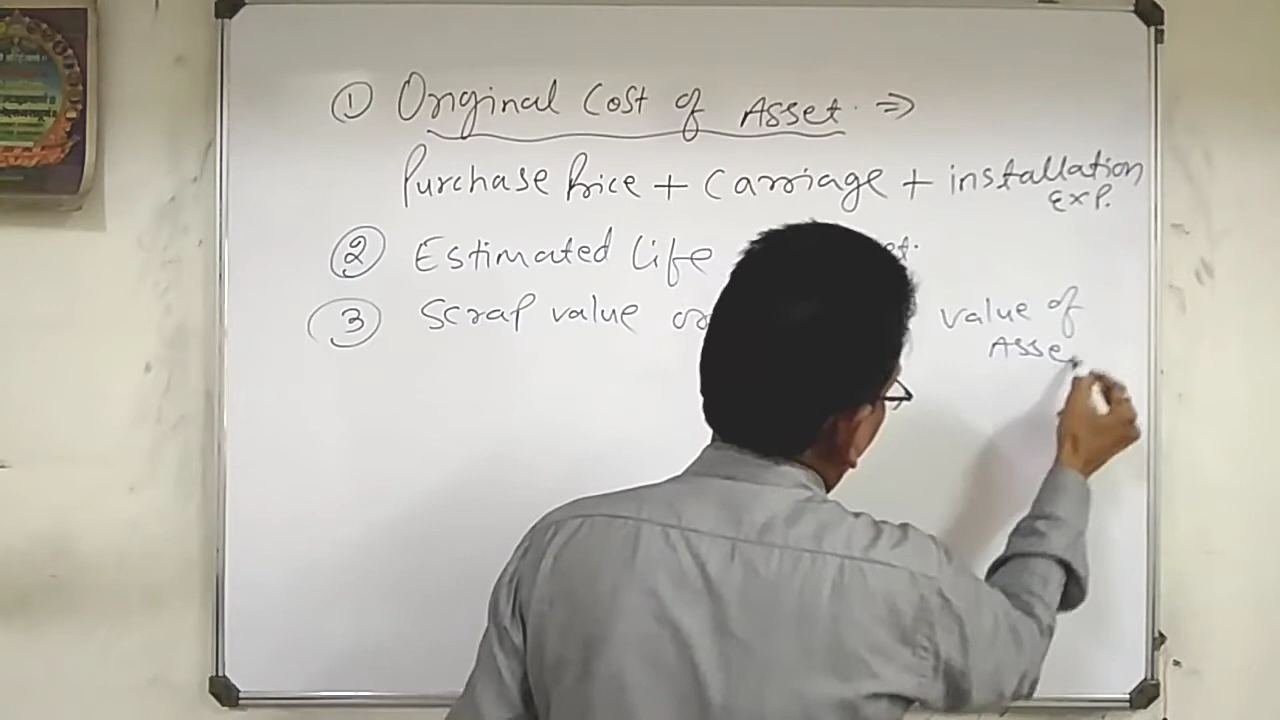 ① Original Cost of Asset. ⇒
Purchase Price + Carriage + installation
Exp.
② Estimated life
③ Scrap value or value of
Asse